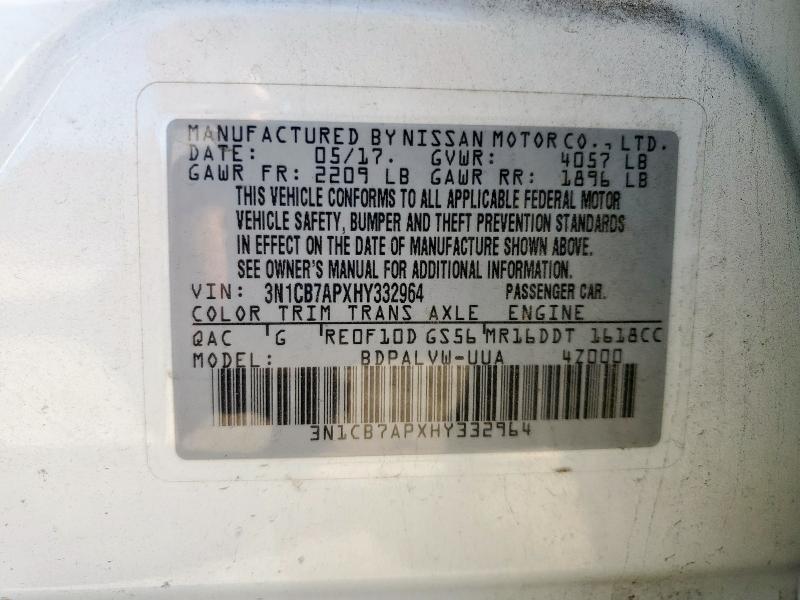 MANUFACTURED BY NISSAN MOTOR CO., LTD.
DATE: 05/17. GVWR: 4057 LB
GAWR FR: 2209 LB GAWR RR: 1896 LB
THIS VEHICLE CONFORMS TO ALL APPLICABLE FEDERAL MOTOR
VEHICLE SAFETY, BUMPER AND THEFT PREVENTION STANDARDS
IN EFFECT ON THE DATE OF MANUFACTURE SHOWN ABOVE.
SEE OWNER'S MANUAL FOR ADDITIONAL INFORMATION.
VIN: 3N1CB7APXHY332964 PASSENGER CAR.
COLOR TRIM TRANS AXLE ENGINE
QAC G RE0F10D GS56 MR16DDT 1618CC
MODEL: BDPALVW-UUA 4Z000
3N1CB7APXHY332964